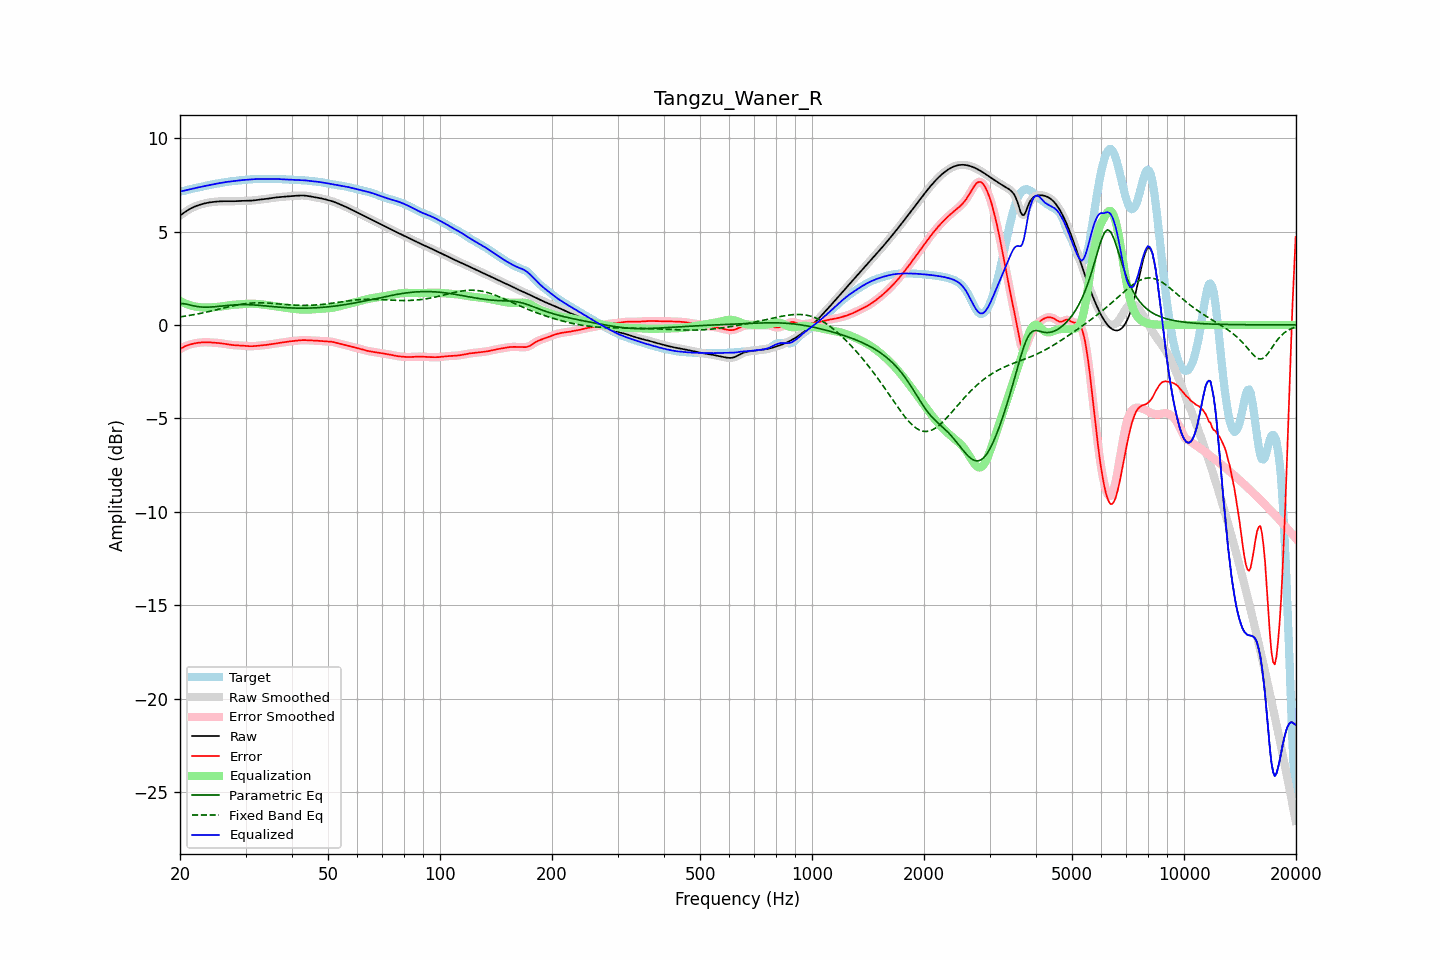 Tangzu_Waner_R
10
5
0
−5
−10
−15
−20
−25
Amplitude (dBr)
Target
Raw Smoothed
Error Smoothed
Raw
Error
Equalization
Parametric Eq
Fixed Band Eq
Equalized
20 50 100 200 500 1000 2000 5000 10000 20000
Frequency (Hz)